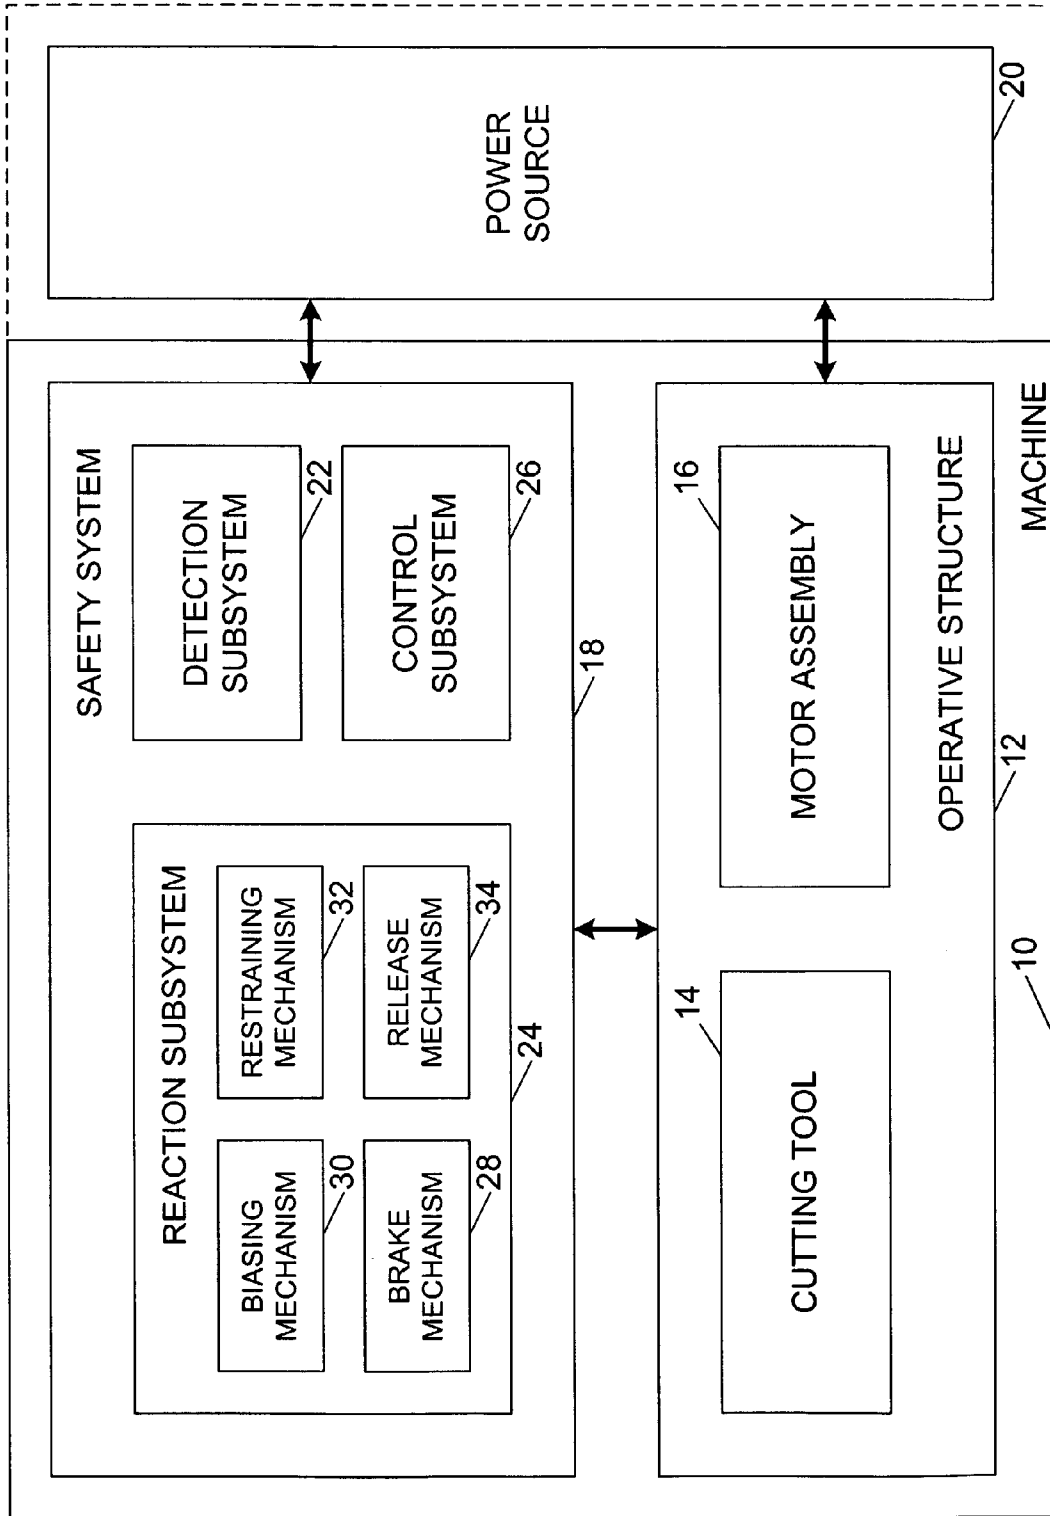 SAFETY SYSTEM
REACTION SUBSYSTEM
BIASING
MECHANISM
30
RESTRAINING
MECHANISM
32
BRAKE
MECHANISM
28
RELEASE
MECHANISM
34
24
DETECTION
SUBSYSTEM
22
CONTROL
SUBSYSTEM
26
18
POWER
SOURCE
20
14
CUTTING TOOL
16
MOTOR ASSEMBLY
OPERATIVE STRUCTURE
12
10
MACHINE